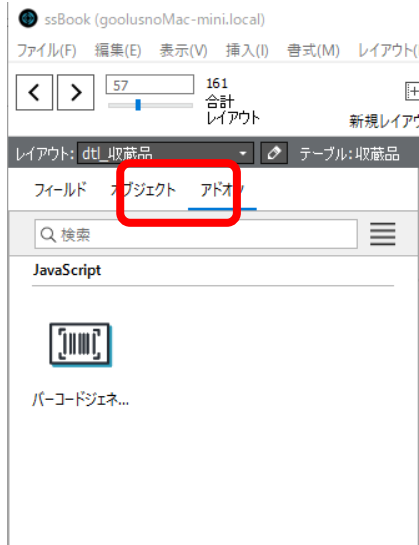 ssBook (goolusnoMac-mini.local)
ファイル(F) 編集(E) 表示(V) 挿入(I) 書式(M) レイアウト(
57
161
合計
レイアウト
新規レイアウ
レイアウト: dtl_収蔵品 テーブル: 収蔵品
フィールド オブジェクト アドオン
検索
JavaScript
バーコードジェネ...